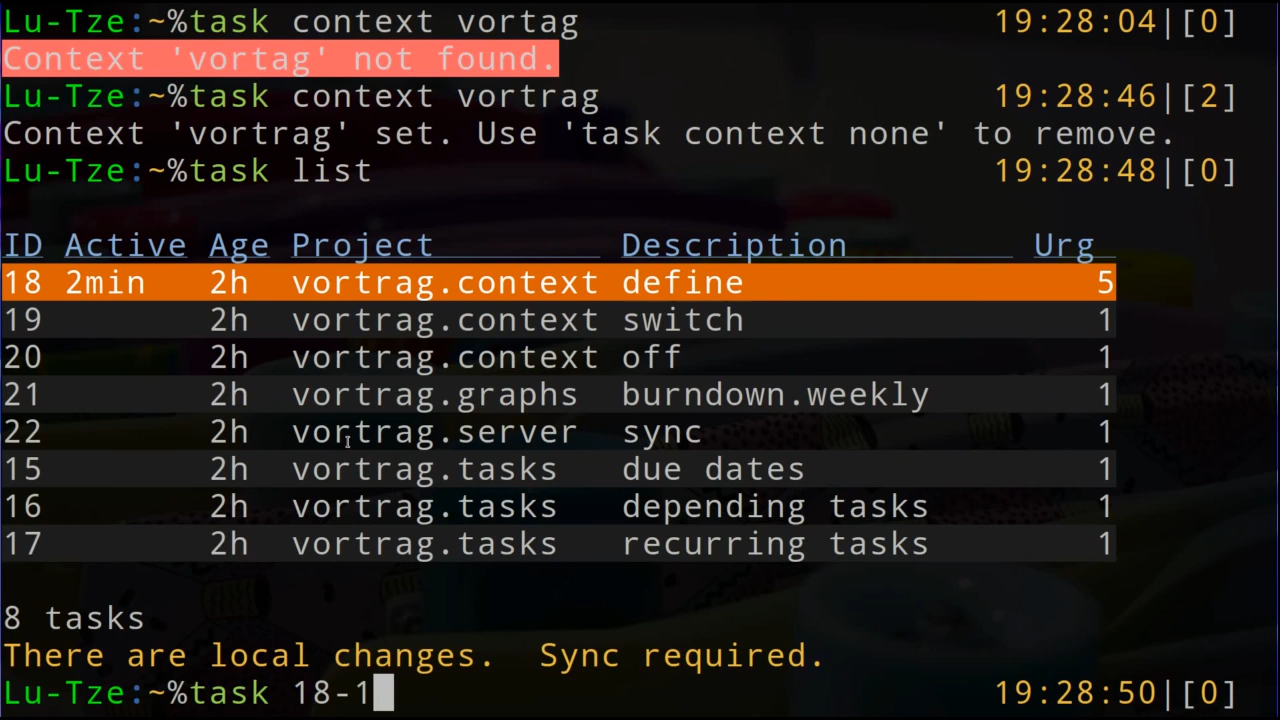 Lu-Tze:~%task context vortag 19:28:04|[0]
Context 'vortag' not found.
Lu-Tze:~%task context vortrag 19:28:46|[2]
Context 'vortrag' set. Use 'task context none' to remove.
Lu-Tze:~%task list 19:28:48|[0]
ID Active Age Project Description Urg
18 2min 2h vortrag.context define 5
19 2h vortrag.context switch 1
20 2h vortrag.context off 1
21 2h vortrag.graphs burndown.weekly 1
22 2h vortrag.server sync 1
15 2h vortrag.tasks due dates 1
16 2h vortrag.tasks depending tasks 1
17 2h vortrag.tasks recurring tasks 1
8 tasks
There are local changes. Sync required.
Lu-Tze:~%task 18-1 19:28:50|[0]